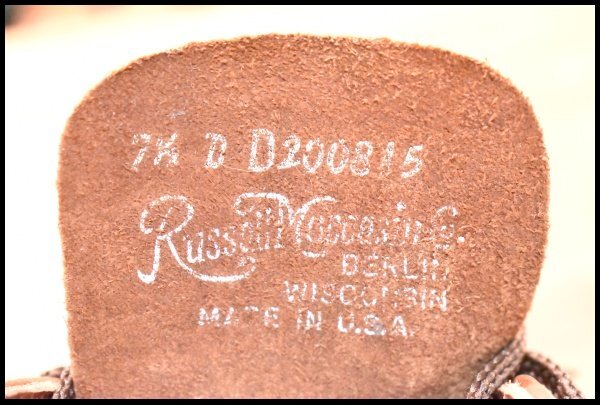 7½ D D200815
Russell Moccasin Co.
BERLIN,
WISCONSIN
MADE IN U.S.A.